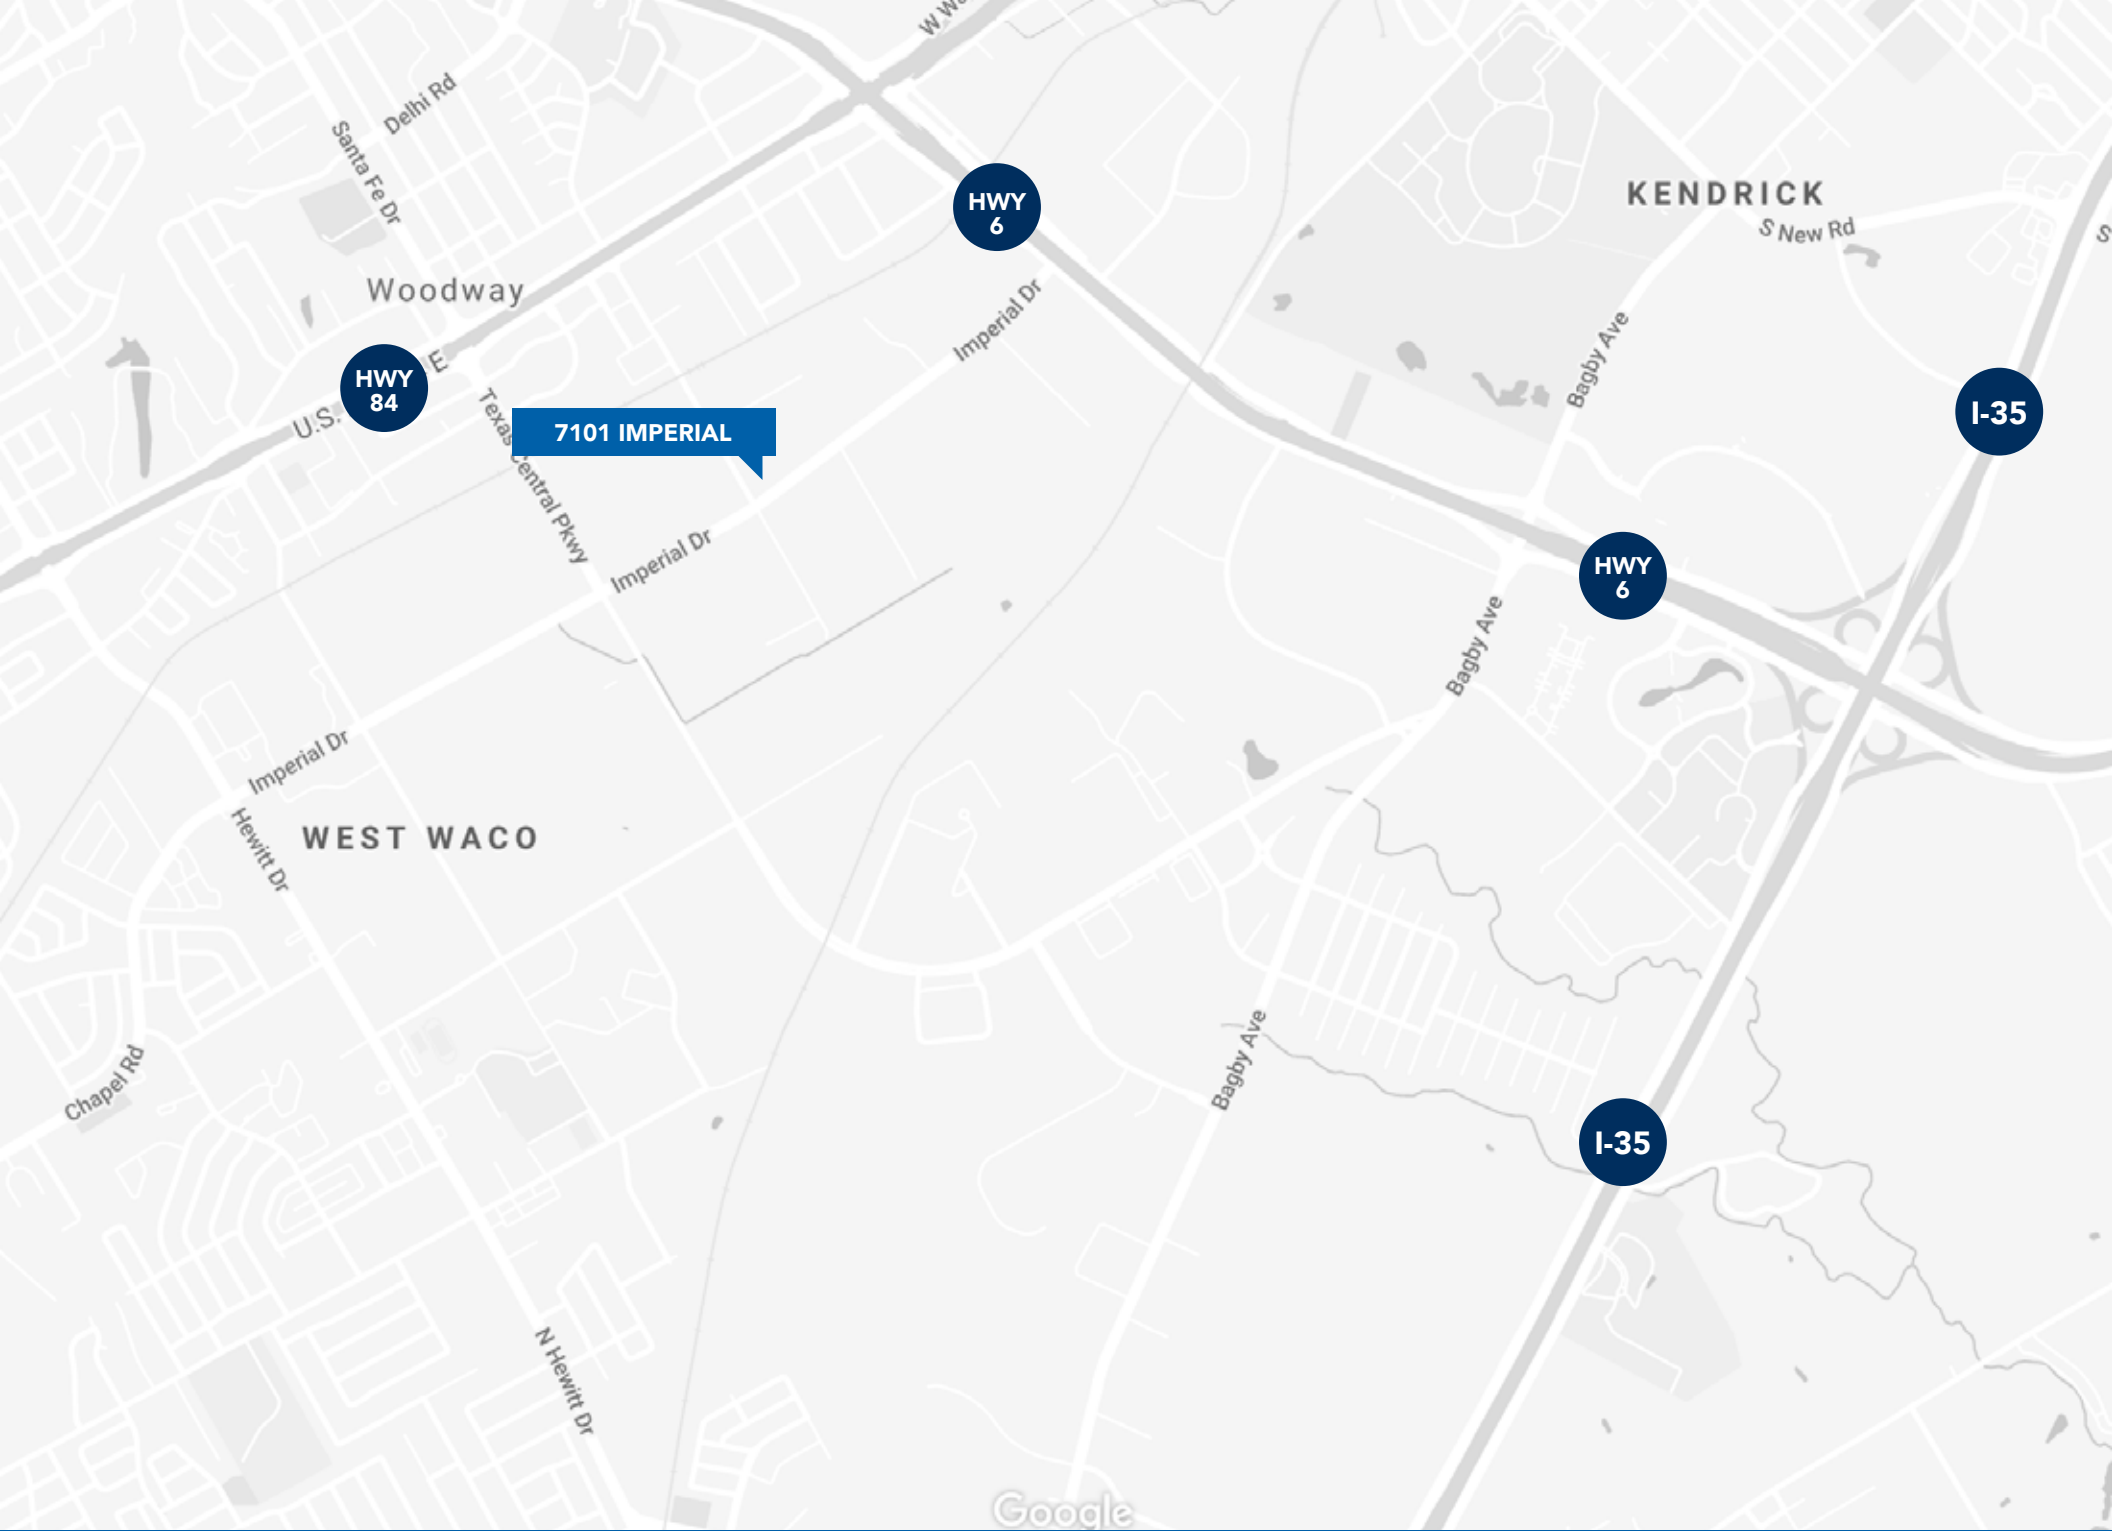 W Wa
Delhi Rd
Santa Fe Dr
HWY
6
KENDRICK
S New Rd
S
Woodway
Imperial Dr
Bagby Ave
HWY
84
E
U.S.
I-35
Texas Central Pkwy
7101 IMPERIAL
Imperial Dr
HWY
6
Bagby Ave
Imperial Dr
WEST WACO
Hewitt Dr
Bagby Ave
Chapel Rd
I-35
N Hewitt Dr
Google